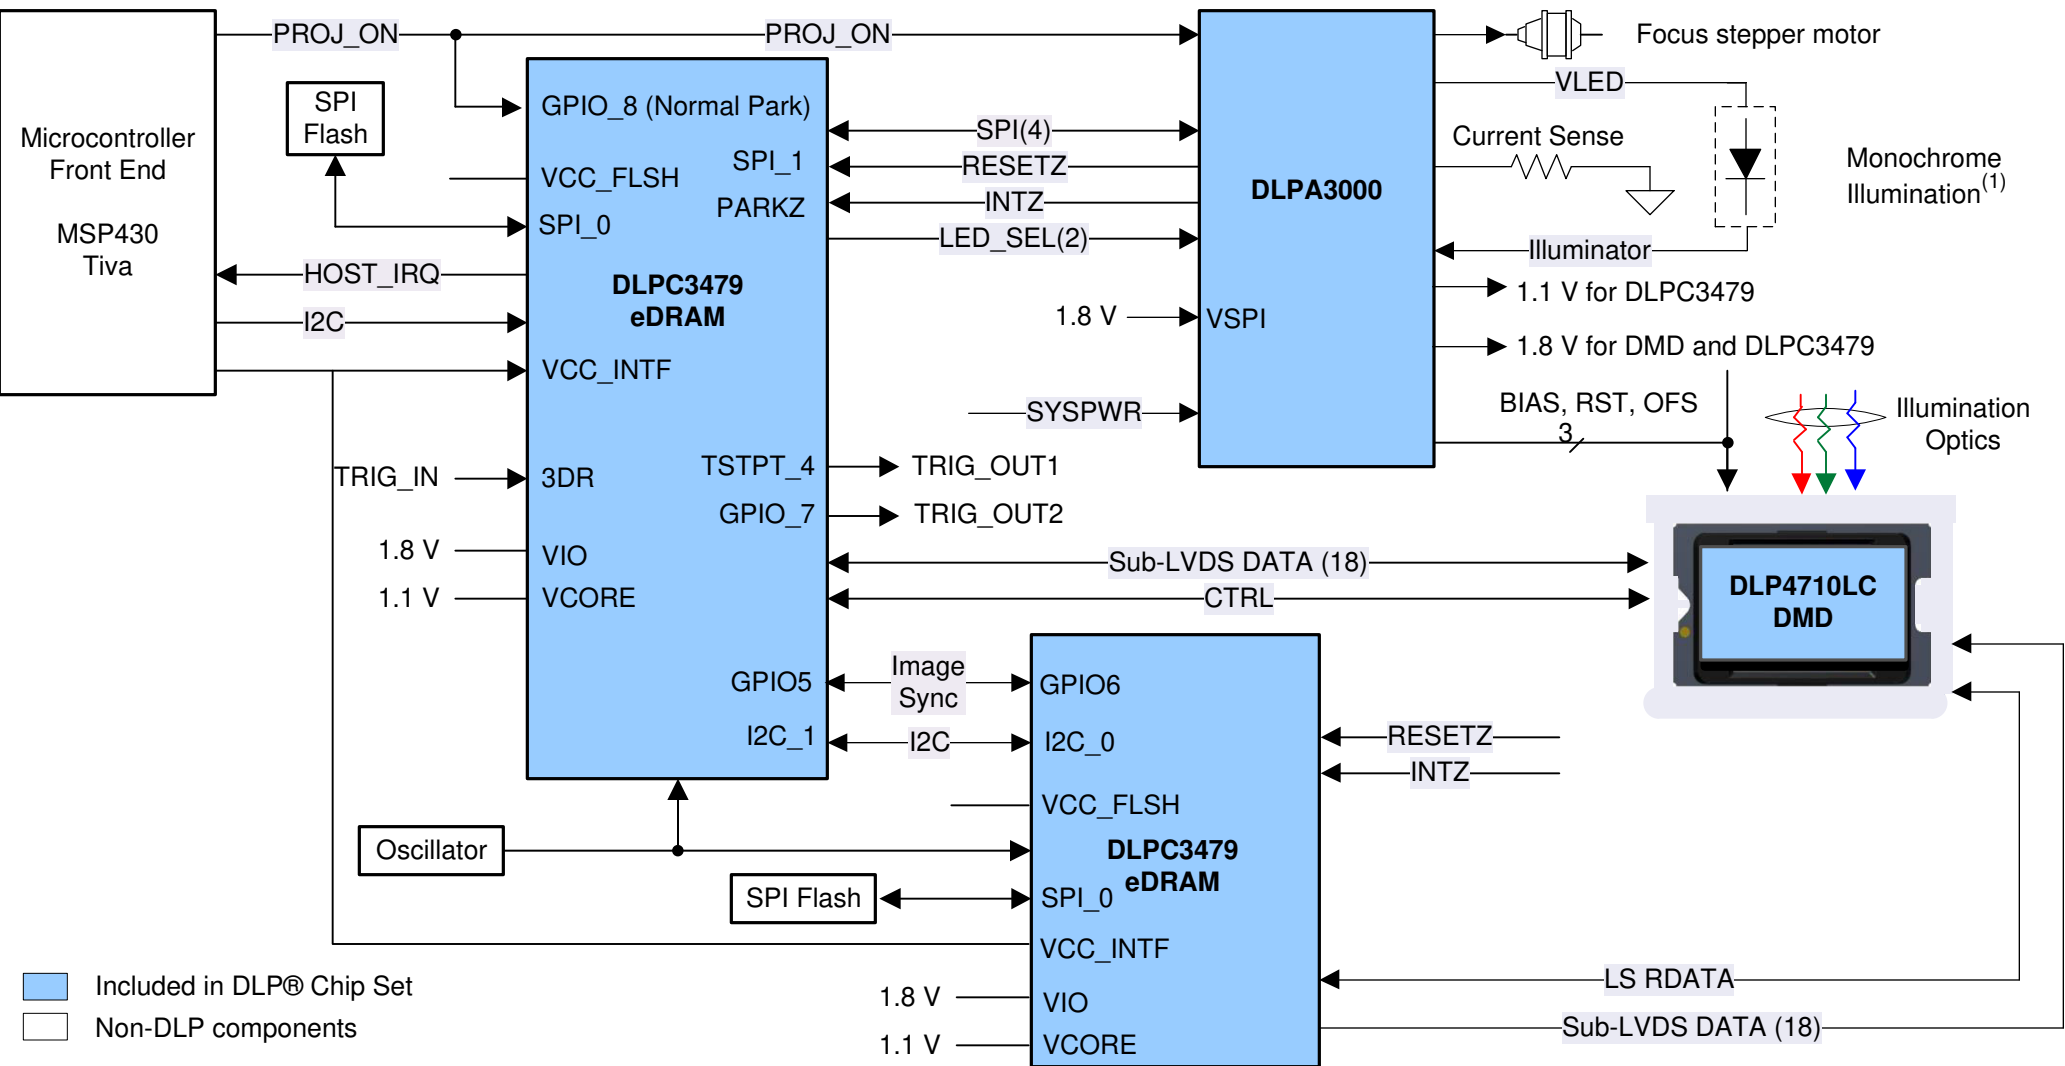 PROJ_ON
PROJ_ON
Focus stepper motor
VLED
SPI
Flash
GPIO_8 (Normal Park)
Microcontroller
Front End
MSP430
Tiva
SPI(4)
Current Sense
SPI_1
RESETZ
VCC_FLSH
DLPA3000
Monochrome
Illumination(1)
PARKZ
INTZ
SPI_0
LED_SEL(2)
Illuminator
HOST_IRQ
DLPC3479
eDRAM
1.1 V for DLPC3479
I2C
1.8 V
VSPI
1.8 V for DMD and DLPC3479
VCC_INTF
SYSPWR
BIAS, RST, OFS
3
Illumination
Optics
TRIG_IN
3DR
TSTPT_4
TRIG_OUT1
GPIO_7
TRIG_OUT2
1.8 V
VIO
Sub-LVDS DATA (18)
1.1 V
VCORE
CTRL
DLP4710LC
DMD
GPIO5
Image
Sync
GPIO6
I2C_1
I2C
I2C_0
RESETZ
INTZ
VCC_FLSH
Oscillator
DLPC3479
eDRAM
SPI Flash
SPI_0
VCC_INTF
Included in DLP® Chip Set
LS RDATA
1.8 V
VIO
Non-DLP components
Sub-LVDS DATA (18)
1.1 V
VCORE